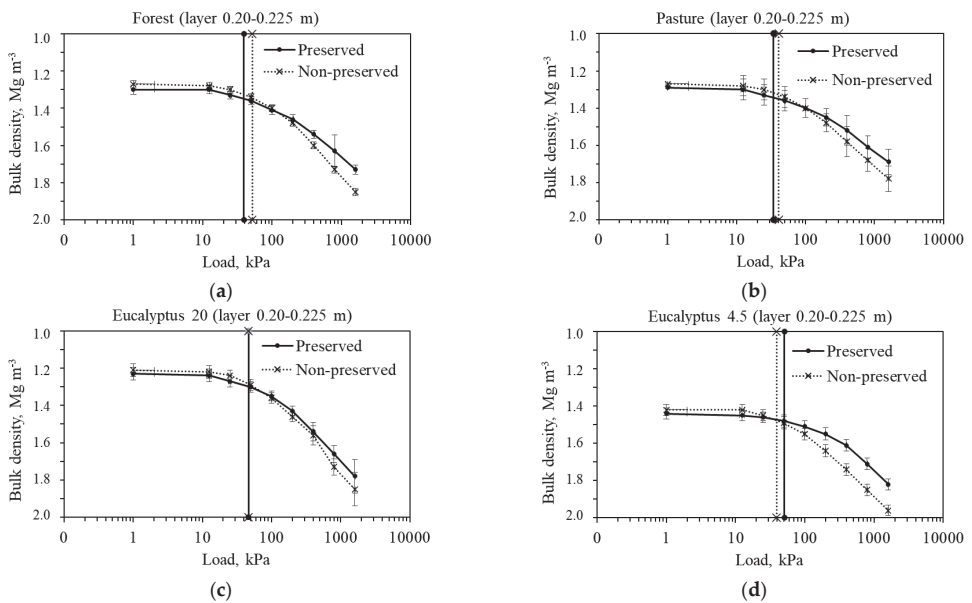 Forest (layer 0.20-0.225 m)
1.0
1.2
1.4
1.6
1.8
2.0
Bulk density, Mg m⁻³
Preserved
Non-preserved
0 1 10 100 1000 10000
Load, kPa
(a)
Pasture (layer 0.20-0.225 m)
1.0
1.2
1.4
1.6
1.8
2.0
Bulk density, Mg m⁻³
Preserved
Non-preserved
0 1 10 100 1000 10000
Load, kPa
(b)
Eucalyptus 20 (layer 0.20-0.225 m)
1.0
1.2
1.4
1.6
1.8
2.0
Bulk density, Mg m⁻³
Preserved
Non-preserved
0 1 10 100 1000 10000
Load, kPa
(c)
Eucalyptus 4.5 (layer 0.20-0.225 m)
1.0
1.2
1.4
1.6
1.8
2.0
Bulk density, Mg m⁻³
Preserved
Non-preserved
0 1 10 100 1000 10000
Load, kPa
(d)